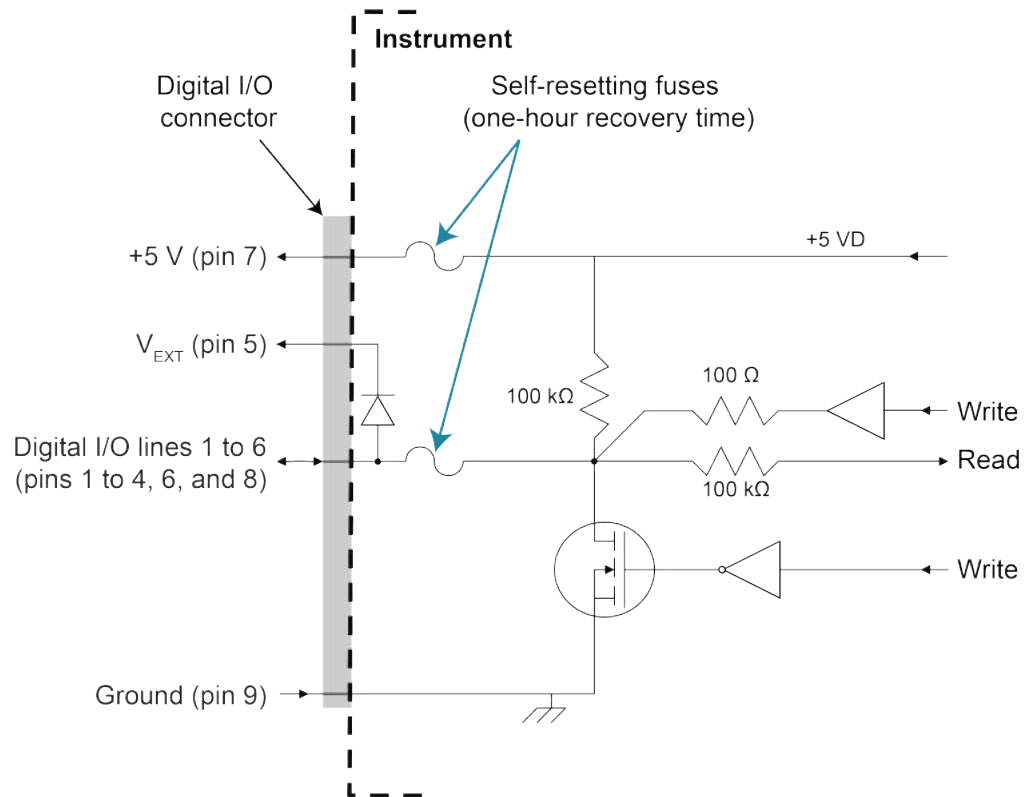 Instrument
Digital I/O
connector
Self-resetting fuses
(one-hour recovery time)
+5 V (pin 7)
+5 VD
VEXT (pin 5)
100 kΩ
100 Ω
Write
Digital I/O lines 1 to 6
(pins 1 to 4, 6, and 8)
Read
100 kΩ
Write
Ground (pin 9)